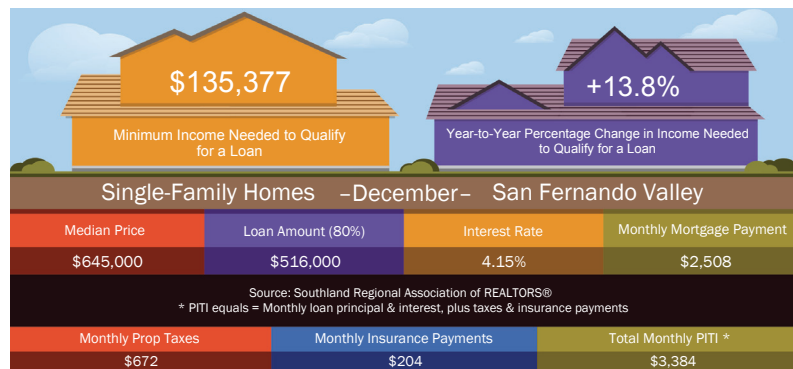 $135,377
Minimum Income Needed to Qualify
for a Loan
+13.8%
Year-to-Year Percentage Change in Income Needed
to Qualify for a Loan
Single-Family Homes –December– San Fernando Valley
Median Price Loan Amount (80%) Interest Rate Monthly Mortgage Payment
$645,000 $516,000 4.15% $2,508
Source: Southland Regional Association of REALTORS®
* PITI equals = Monthly loan principal & interest, plus taxes & insurance payments
Monthly Prop Taxes Monthly Insurance Payments Total Monthly PITI *
$672 $204 $3,384